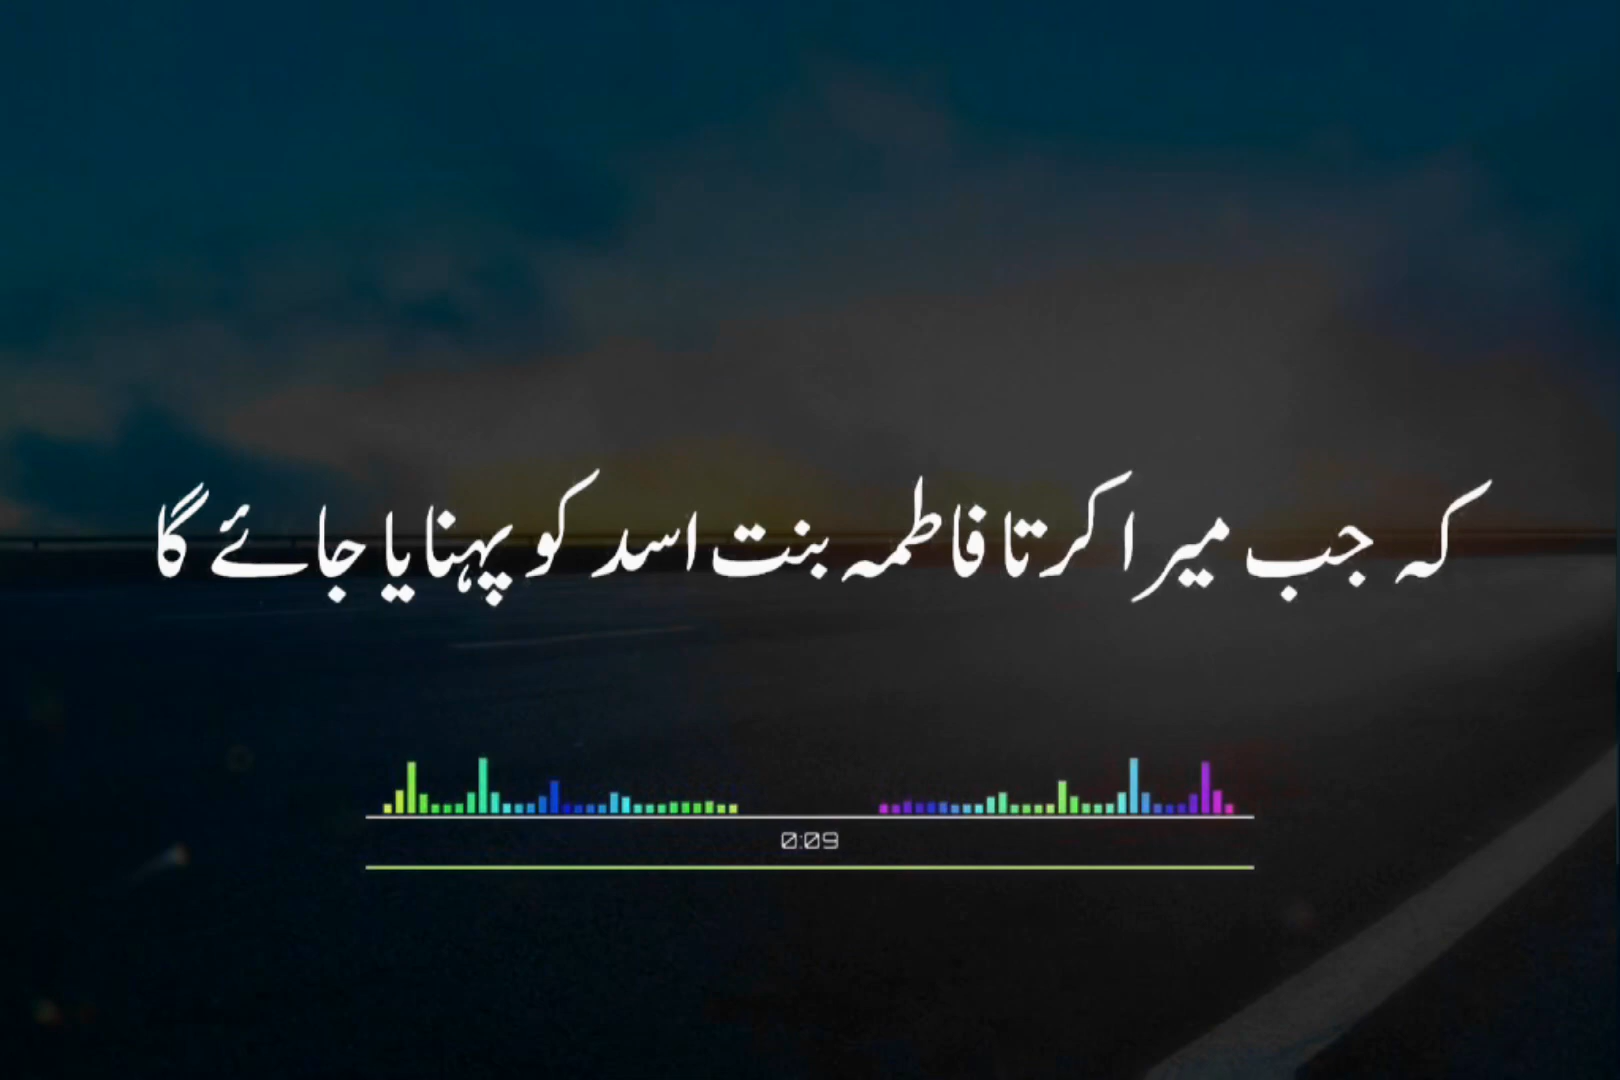 کہ جب میرا کرتا فاطمہ بنت اسد کو پہنایا جائے گا
0:09